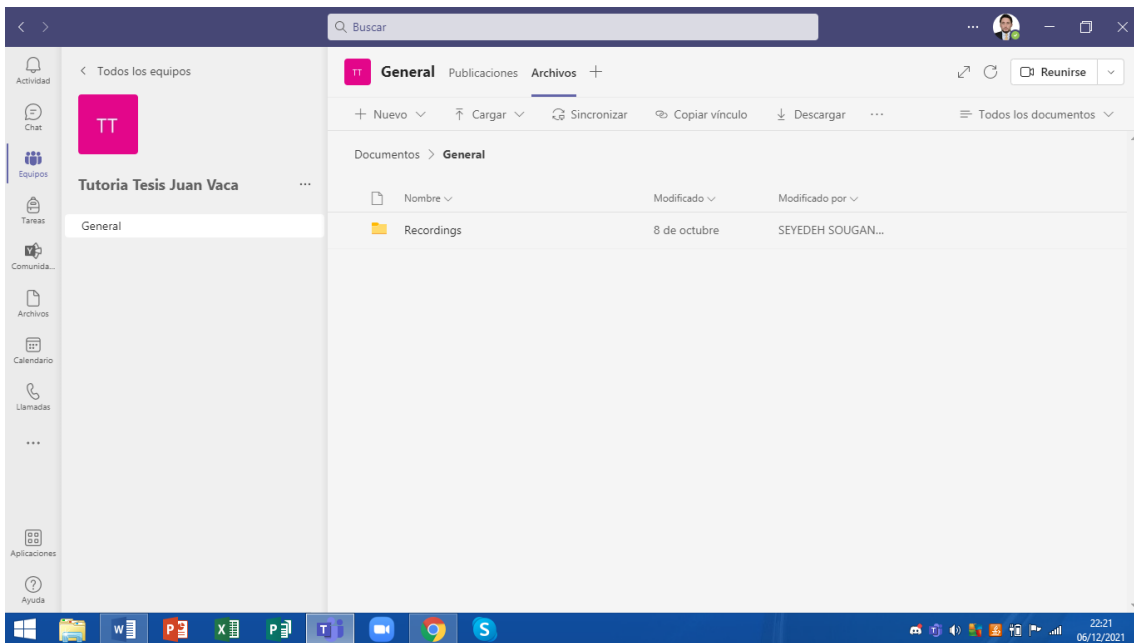 Buscar
Actividad
Chat
Equipos
Tareas
Comunida...
Archivos
Calendario
Llamadas
Aplicaciones
Ayuda
Todos los equipos
TT
Tutoria Tesis Juan Vaca
General
TT General Publicaciones Archivos
Reunirse
Nuevo Cargar Sincronizar Copiar vínculo Descargar Todos los documentos
Documentos > General
Nombre Modificado Modificado por
Recordings 8 de octubre SEYEDEH SOUGAN...
22:21
06/12/2021